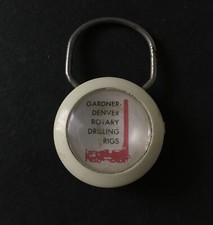 GARDNER-
DENVER
ROTARY
DRILLING
RIGS